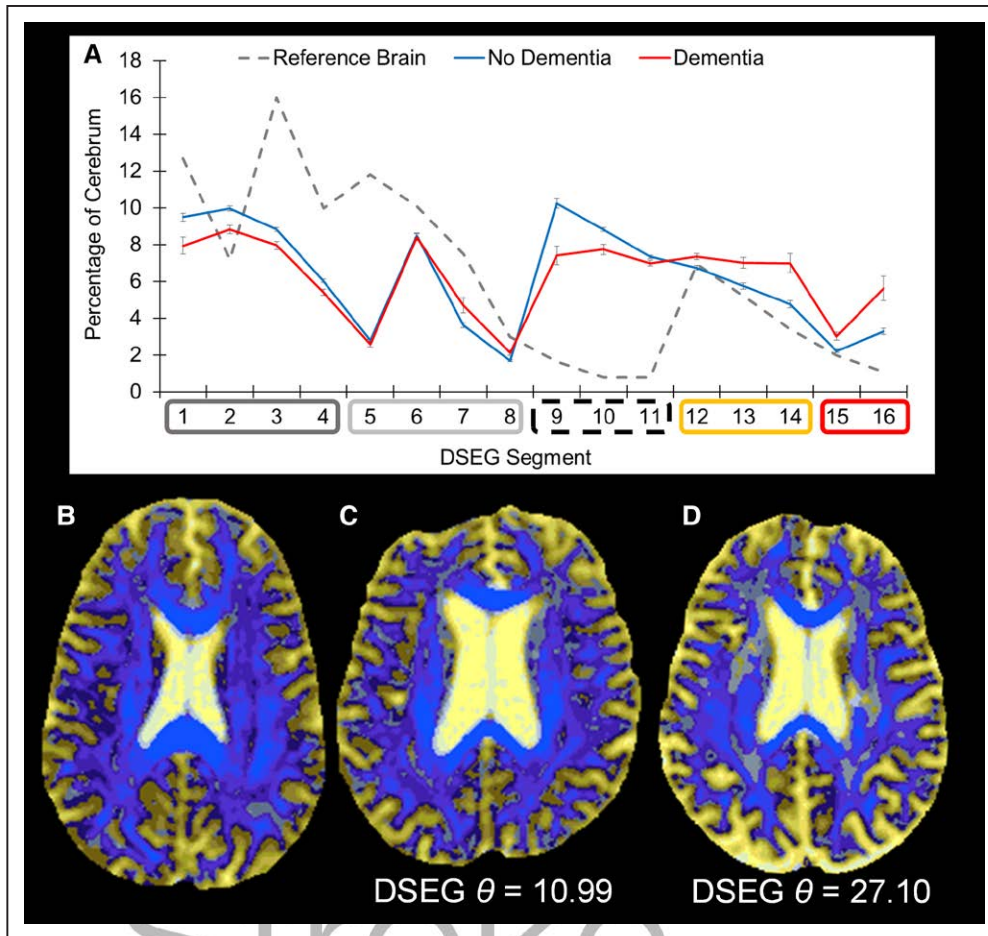 A
Reference Brain No Dementia Dementia
Percentage of Cerebrum
18
16
14
12
10
8
6
4
2
0
1 2 3 4 5 6 7 8 9 10 11 12 13 14 15 16
DSEG Segment
B C D
DSEG θ = 10.99 DSEG θ = 27.10
Stroke